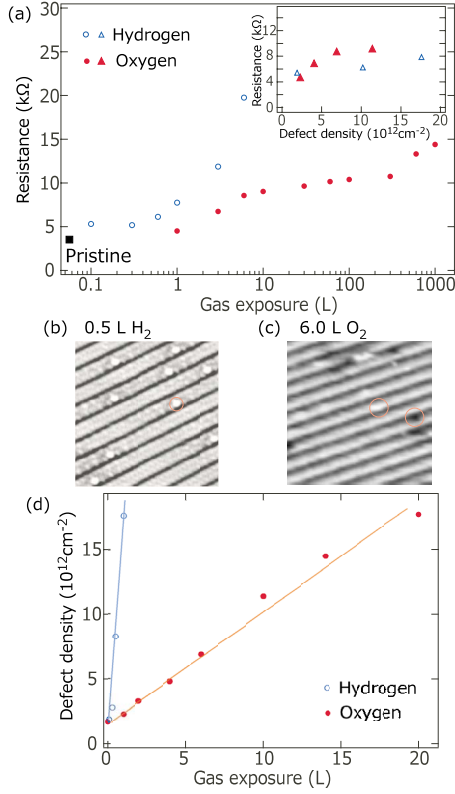 (a)
Hydrogen
Oxygen
Resistance (kΩ)
30
25
20
15
10
5
0
Pristine
0.1
1
10
100
1000
Gas exposure (L)
Resistance (kΩ)
12
8
4
0
0
5
10
15
20
Defect density (10¹²cm⁻²)
(b)
0.5 L H₂
(c)
6.0 L O₂
(d)
Defect density (10¹²cm⁻²)
15
10
5
0
Hydrogen
Oxygen
0
5
10
15
20
Gas exposure (L)